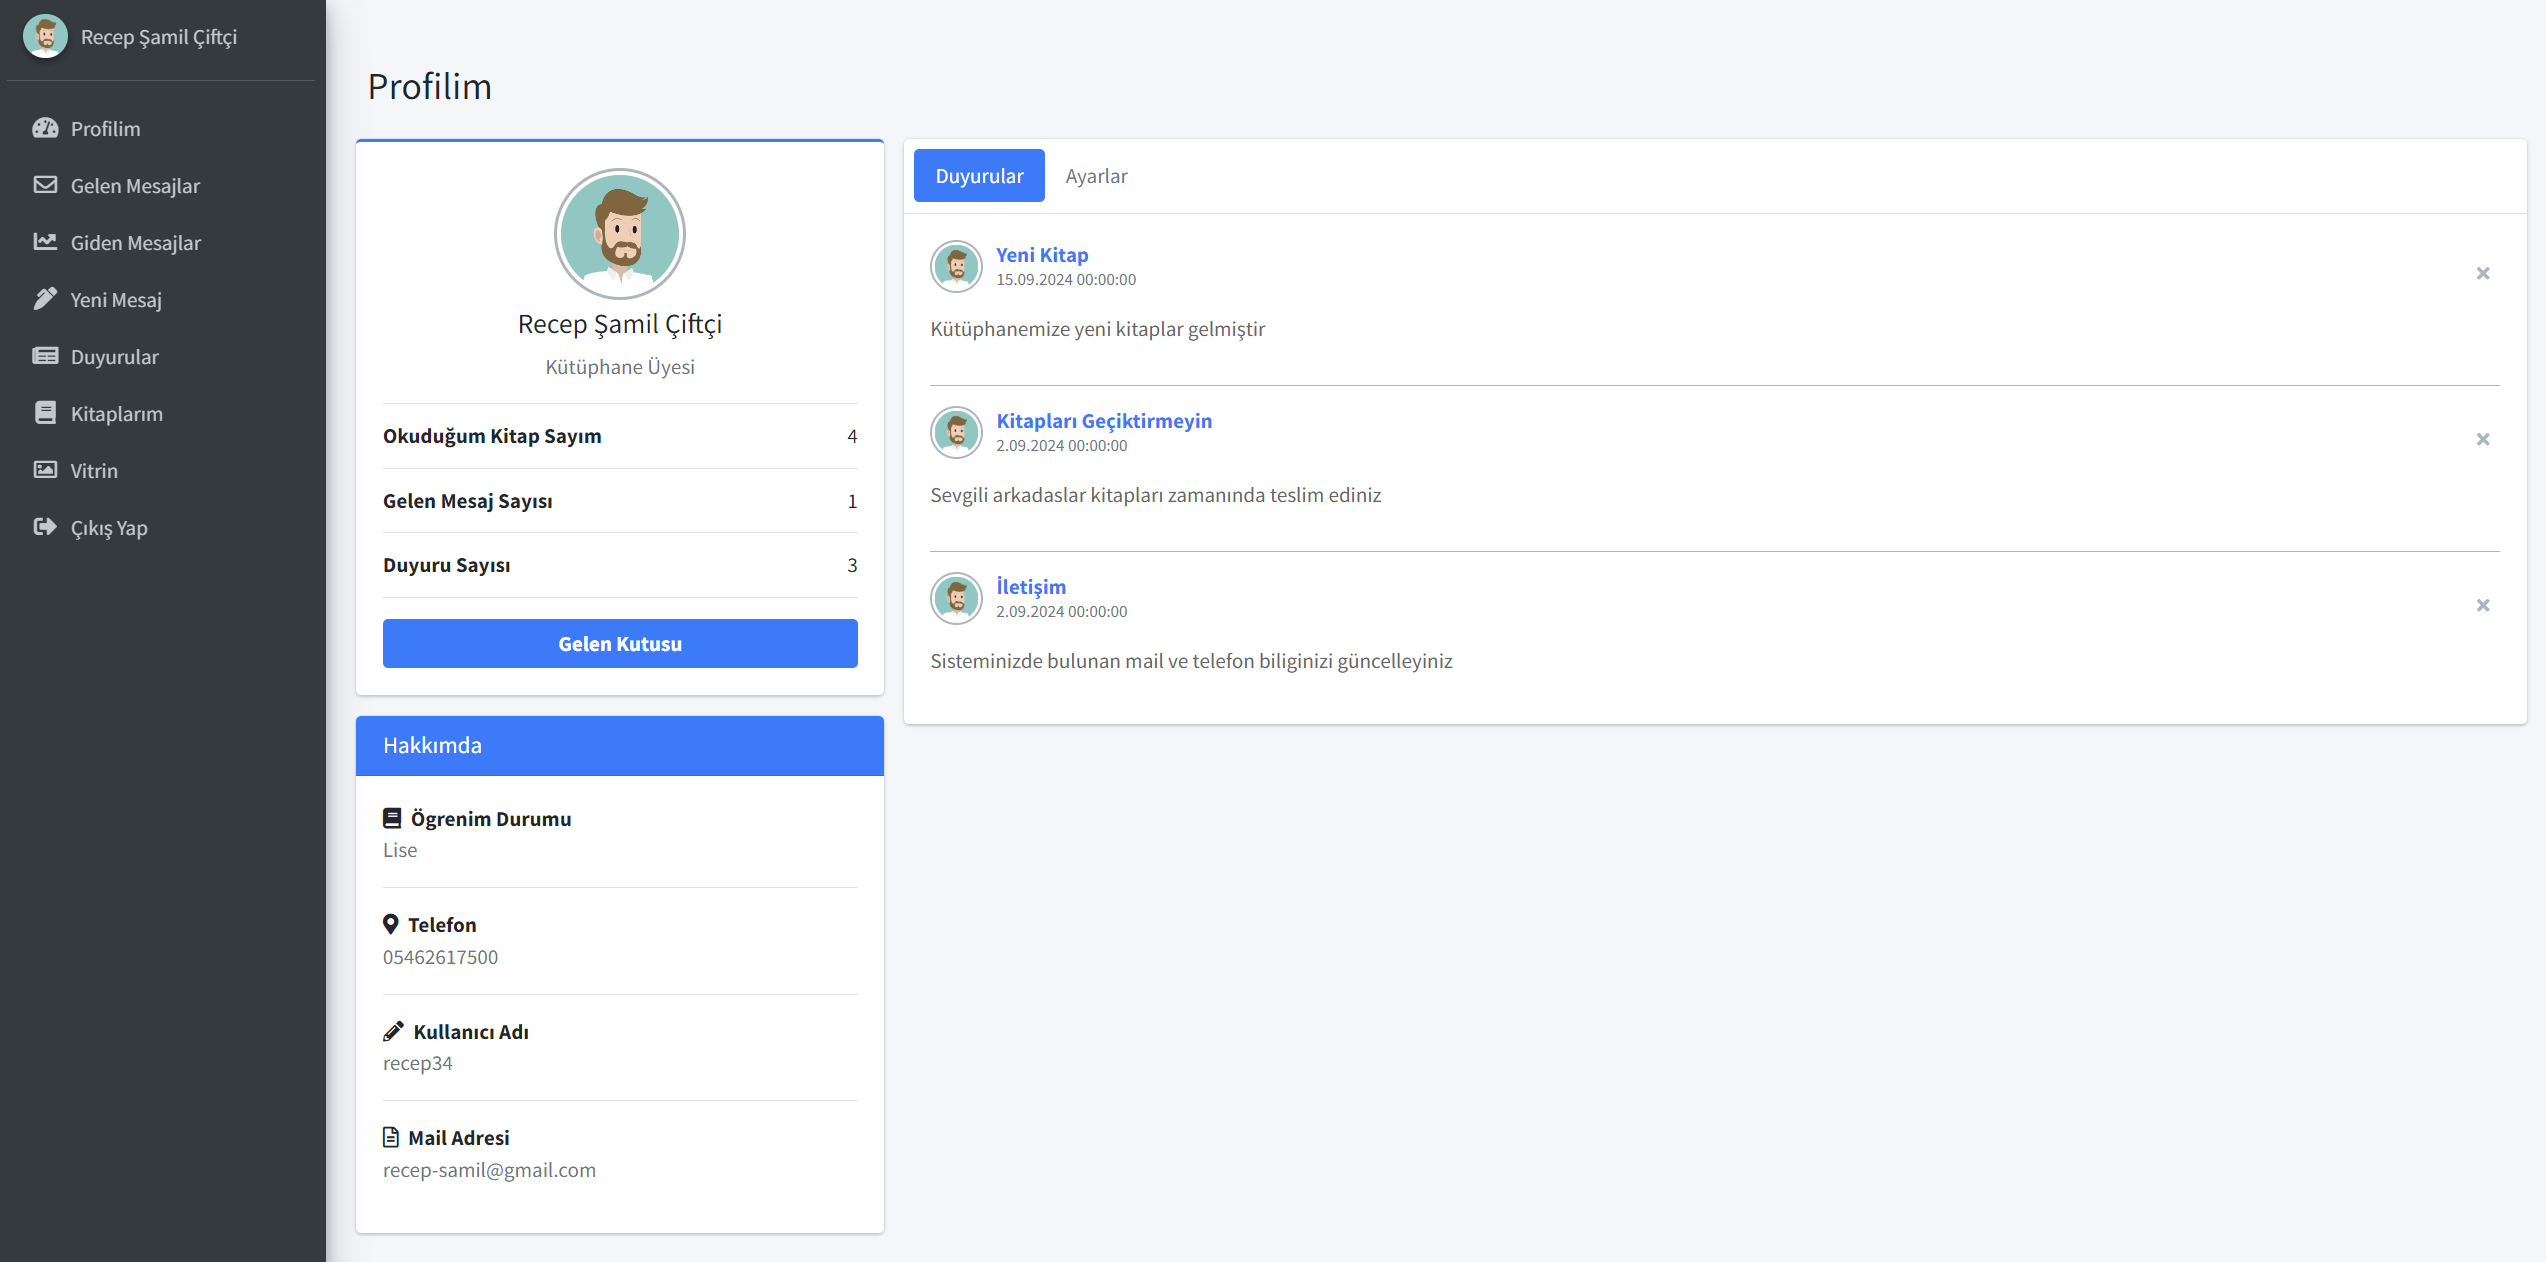 Recep Şamil Çiftçi
Profilim
Gelen Mesajlar
Giden Mesajlar
Yeni Mesaj
Duyurular
Kitaplarım
Vitrin
Çıkış Yap
Profilim
Recep Şamil Çiftçi
Kütüphane Üyesi
Okuduğum Kitap Sayım 4
Gelen Mesaj Sayısı 1
Duyuru Sayısı 3
Gelen Kutusu
Hakkımda
Ögrenim Durumu
Lise
Telefon
05462617500
Kullanıcı Adı
recep34
Mail Adresi
recep-samil@gmail.com
Duyurular Ayarlar
Yeni Kitap
15.09.2024 00:00:00
Kütüphanemize yeni kitaplar gelmiştir
Kitapları Geçiktirmeyin
2.09.2024 00:00:00
Sevgili arkadaslar kitapları zamanında teslim ediniz
İletişim
2.09.2024 00:00:00
Sisteminizde bulunan mail ve telefon biliginizi güncelleyiniz